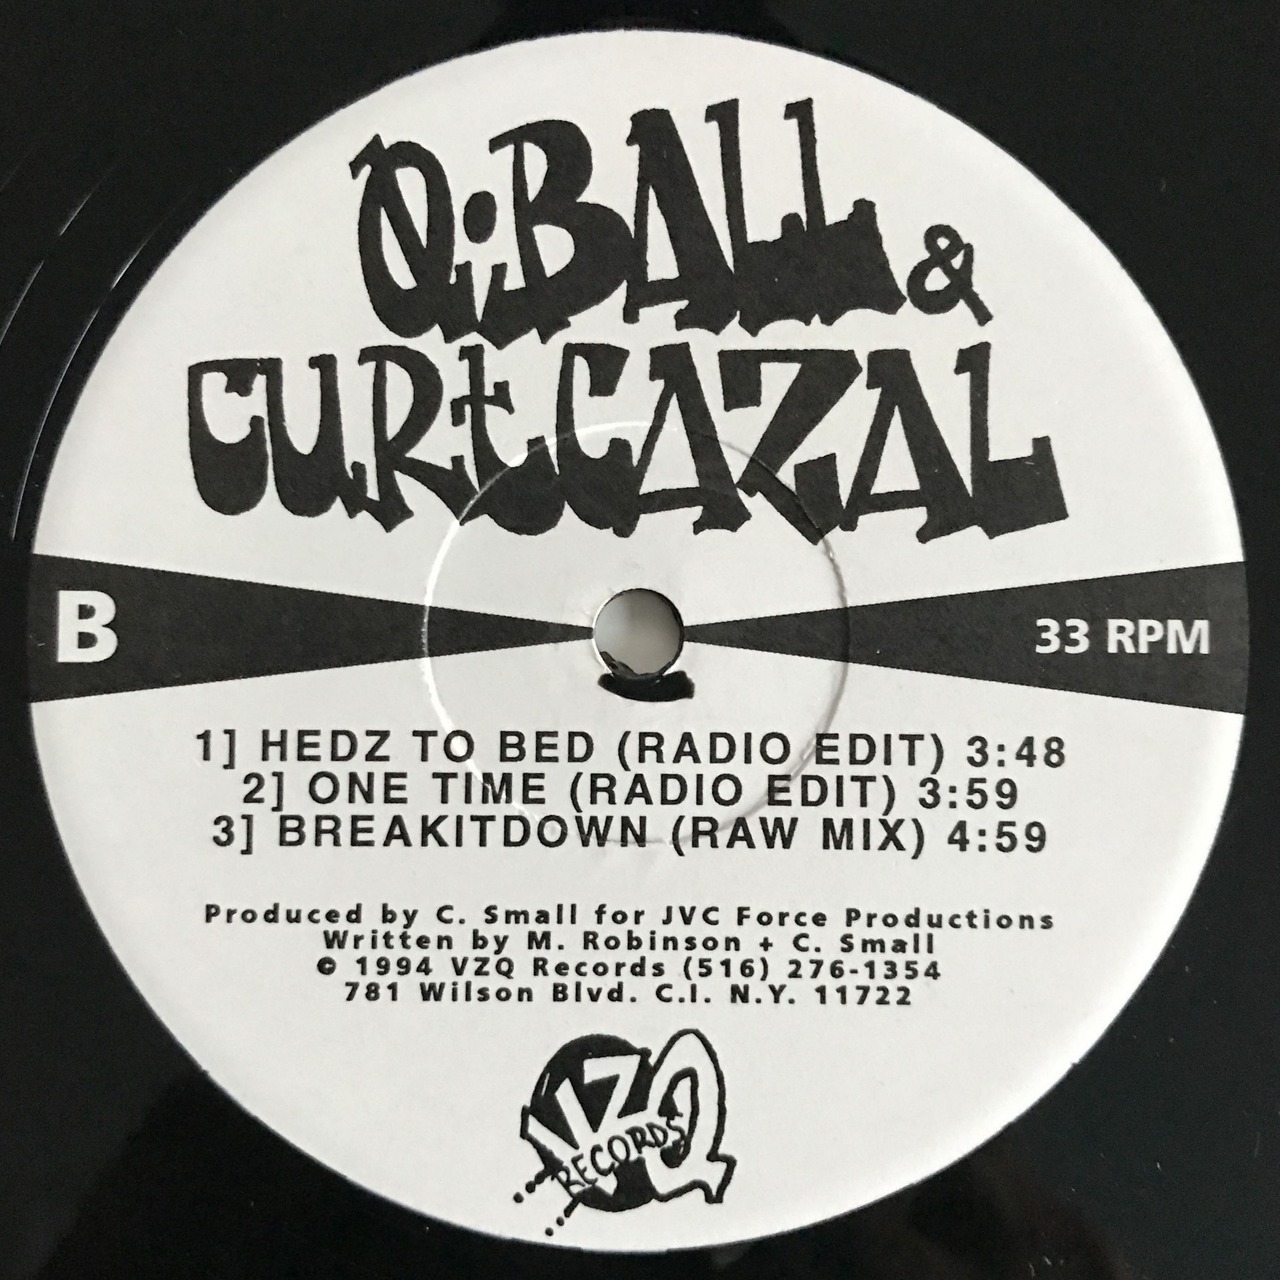 Q-BALL &
CURT CAZAL
B
33 RPM
1] HEDZ TO BED (RADIO EDIT) 3:48
2] ONE TIME (RADIO EDIT) 3:59
3] BREAKITDOWN (RAW MIX) 4:59
Produced by C. Small for JVC Force Productions
Written by M. Robinson + C. Small
© 1994 VZQ Records (516) 276-1354
781 Wilson Blvd. C.I. N.Y. 11722
VZQ
RECORDS